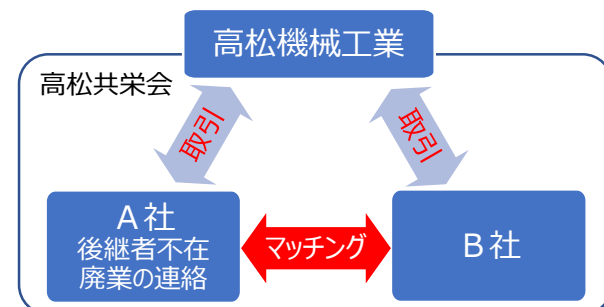 高松機械工業
高松共栄会
取引
取引
A社
後継者不在
廃業の連絡
マッチング
B社